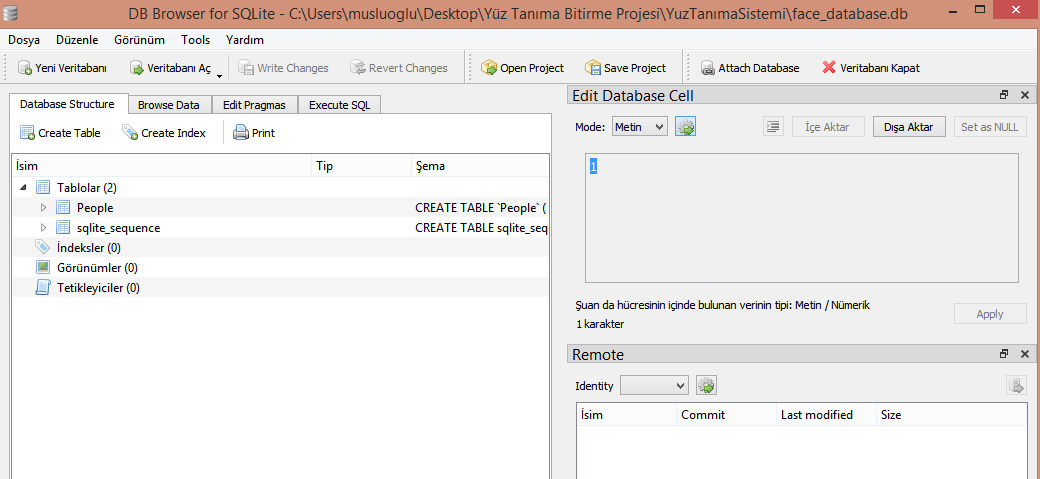 DB Browser for SQLite - C:\Users\musluoglu\Desktop\Yüz Tanıma Bitirme Projesi\YuzTanımaSistemi\face_database.db
Dosya Düzenle Görünüm Tools Yardım
Yeni Veritabanı Veritabanı Aç Write Changes Revert Changes Open Project Save Project Attach Database Veritabanı Kapat
Database Structure Browse Data Edit Pragmas Execute SQL
Create Table Create Index Print
İsim Tip Şema
Tablolar (2)
People CREATE TABLE `People` (
sqlite_sequence CREATE TABLE sqlite_seq
İndeksler (0)
Görünümler (0)
Tetikleyiciler (0)
Edit Database Cell
Mode: Metin İçe Aktar Dışa Aktar Set as NULL
1
Şuan da hücresinin içinde bulunan verinin tipi: Metin / Nümerik
1 karakter
Apply
Remote
Identity
İsim Commit Last modified Size